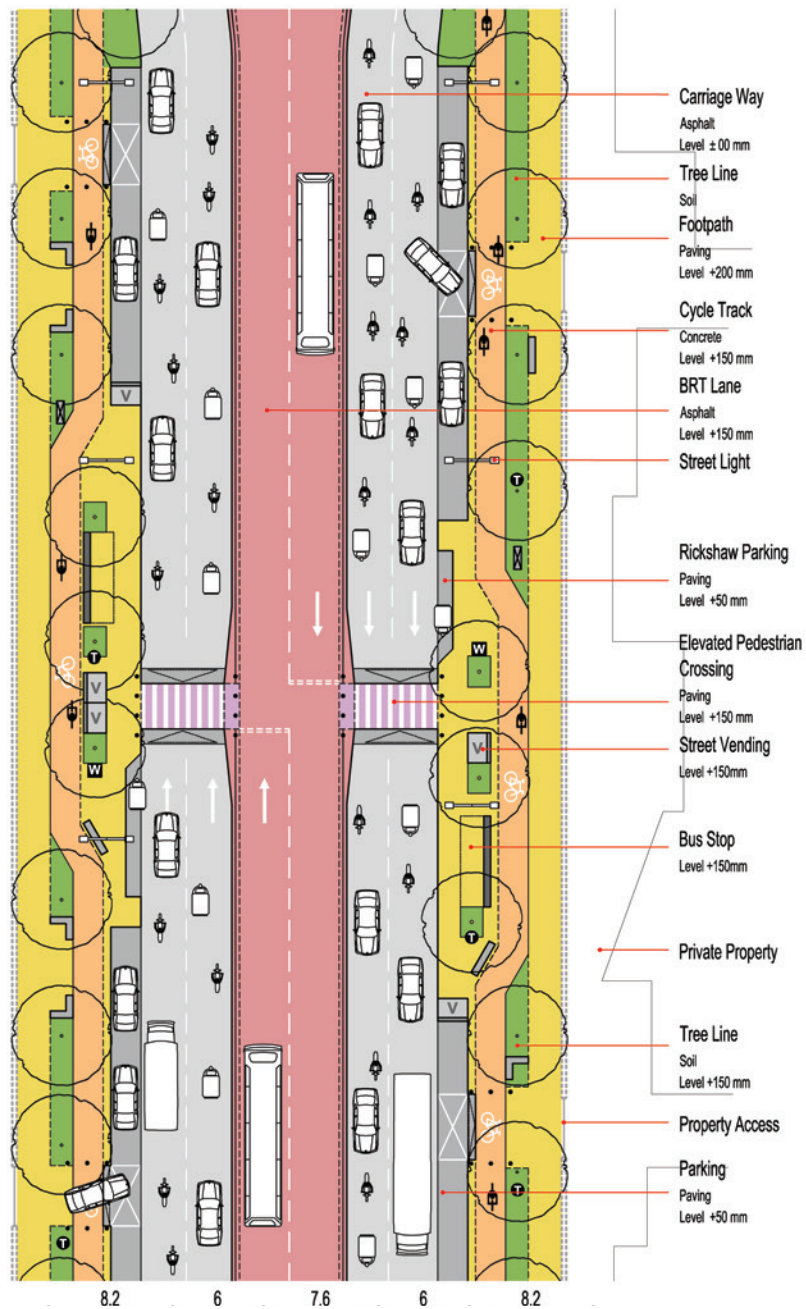 Carriage Way
Asphalt
Level ± 00 mm
Tree Line
Soil
Footpath
Paving
Level +200 mm
Cycle Track
Concrete
Level +150 mm
BRT Lane
Asphalt
Level +150 mm
Street Light
Rickshaw Parking
Paving
Level +50 mm
Elevated Pedestrian
Crossing
Paving
Level +150 mm
Street Vending
Level +150mm
Bus Stop
Level +150mm
Private Property
Tree Line
Soil
Level +150 mm
Property Access
Parking
Paving
Level +50 mm
V
T
W
T
V
V
W
V
T
V
T
T
8.2 6 7.6 6 8.2